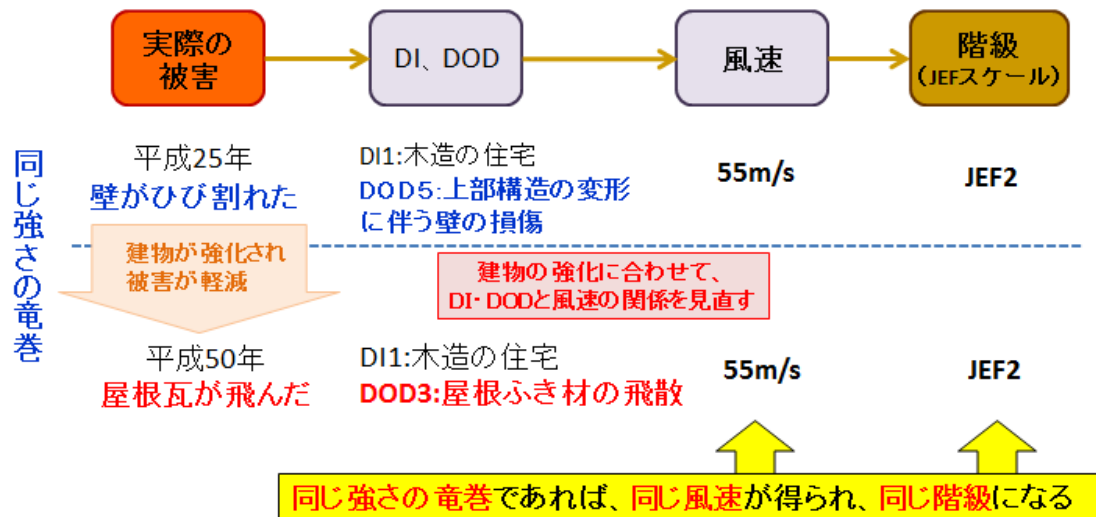 実際の
被害
DI、DOD
風速
階級
(JEFスケール)
同じ強さの竜巻
平成25年
壁がひび割れた
DI1:木造の住宅
DOD5:上部構造の変形
に伴う壁の損傷
55m/s
JEF2
建物が強化され
被害が軽減
建物の強化に合わせて、
DI・DODと風速の関係を見直す
平成50年
屋根瓦が飛んだ
DI1:木造の住宅
DOD3:屋根ふき材の飛散
55m/s
JEF2
同じ強さの竜巻であれば、同じ風速が得られ、同じ階級になる